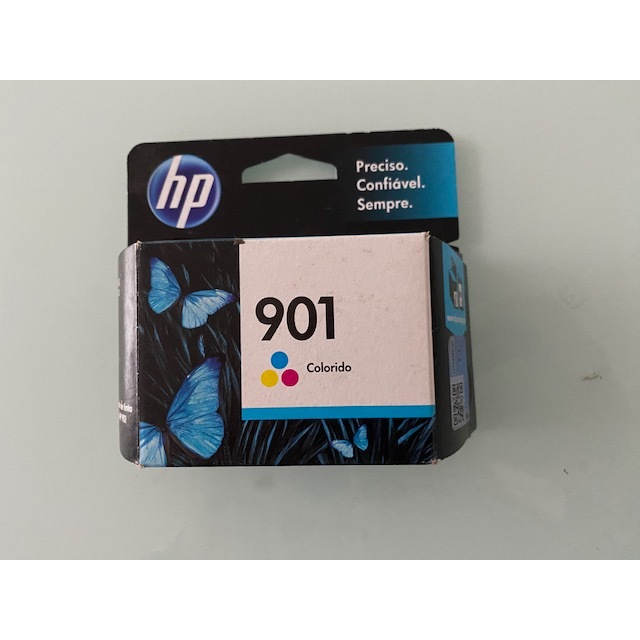 hp
Preciso.
Confiável.
Sempre.
901
Colorido